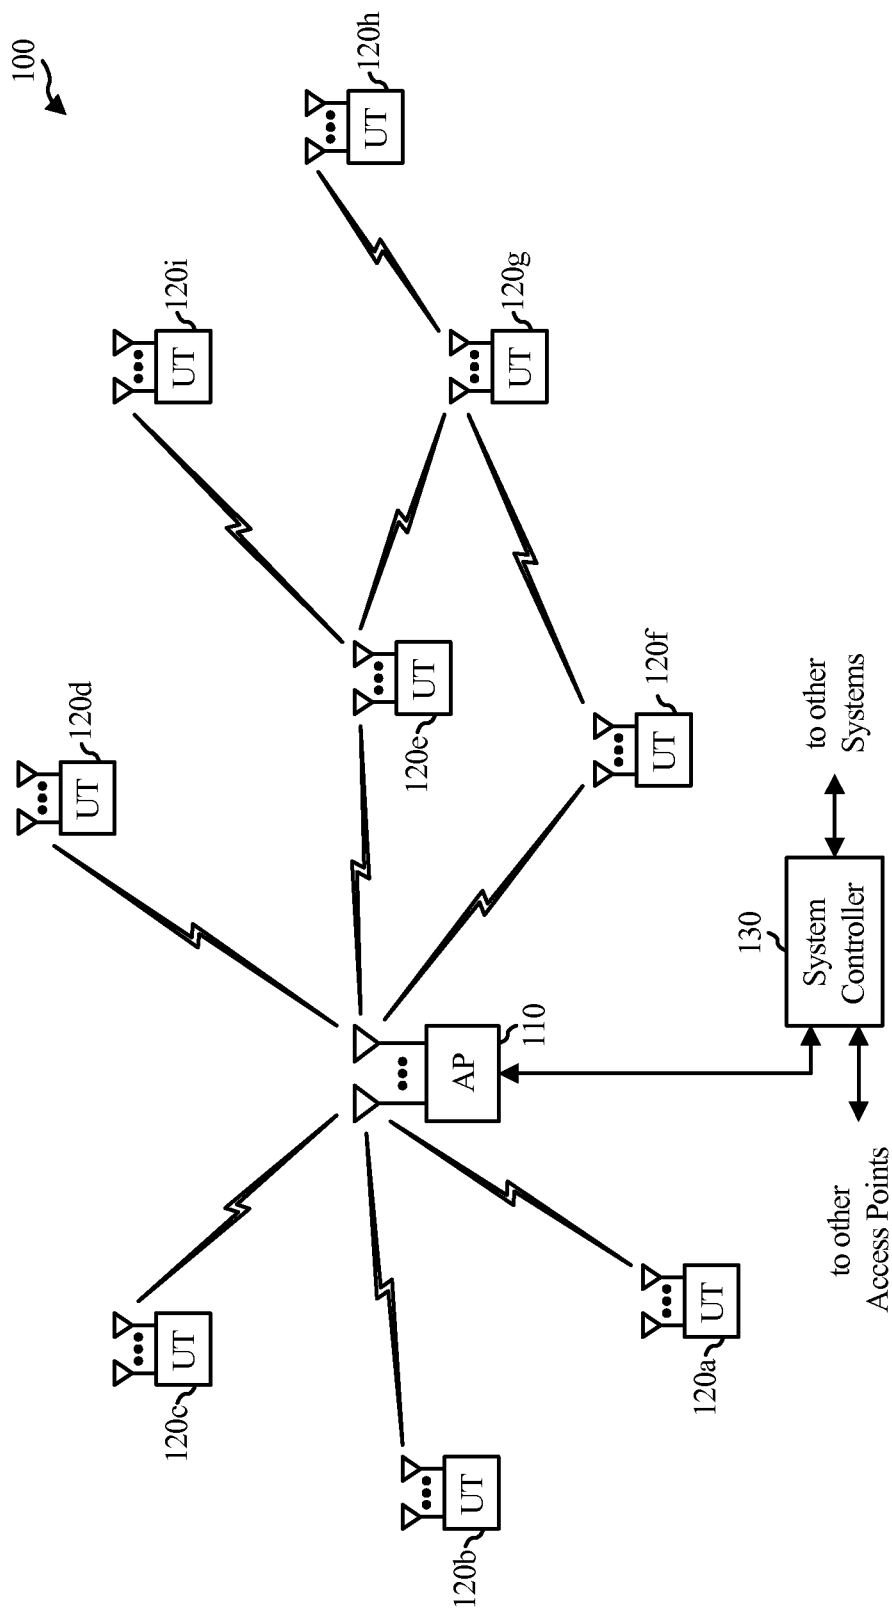 100
120d
UT
120i
UT
120h
UT
120c
UT
120e
UT
120g
UT
120b
UT
AP
110
120f
UT
120a
UT
130
System
Controller
to other
Systems
to other
Access Points